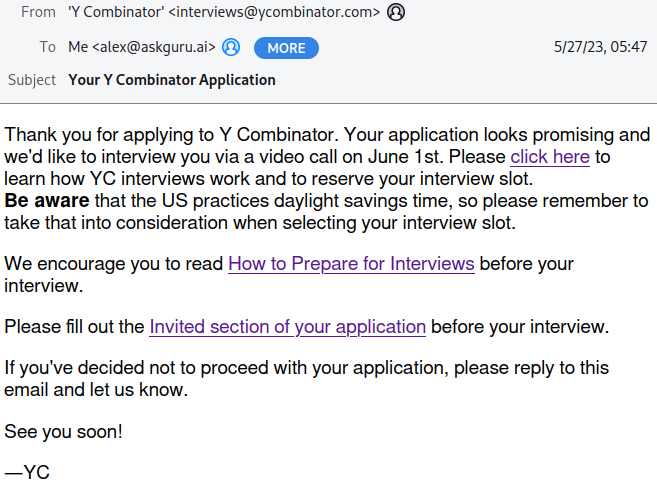 From 'Y Combinator' <interviews@ycombinator.com>
To Me <alex@askguru.ai> MORE 5/27/23, 05:47
Subject Your Y Combinator Application
Thank you for applying to Y Combinator. Your application looks promising and
we'd like to interview you via a video call on June 1st. Please click here to
learn how YC interviews work and to reserve your interview slot.
Be aware that the US practices daylight savings time, so please remember to
take that into consideration when selecting your interview slot.
We encourage you to read How to Prepare for Interviews before your
interview.
Please fill out the Invited section of your application before your interview.
If you've decided not to proceed with your application, please reply to this
email and let us know.
See you soon!
—YC